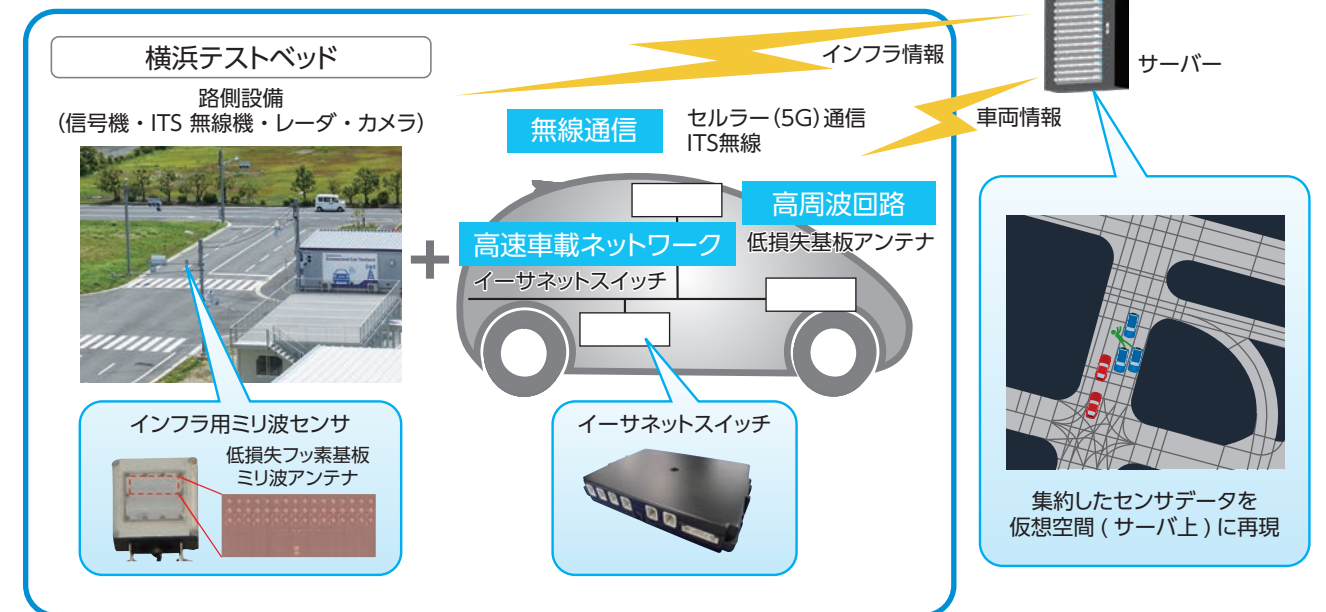 横浜テストベッド
路側設備
(信号機・ITS 無線機・レーダ・カメラ)
インフラ情報
サーバー
車両情報
無線通信
セルラー(5G)通信
ITS無線
高周波回路
低損失基板アンテナ
+
高速車載ネットワーク
イーサネットスイッチ
インフラ用ミリ波センサ
低損失フッ素基板
ミリ波アンテナ
イーサネットスイッチ
集約したセンサデータを
仮想空間 ( サーバ上 ) に再現